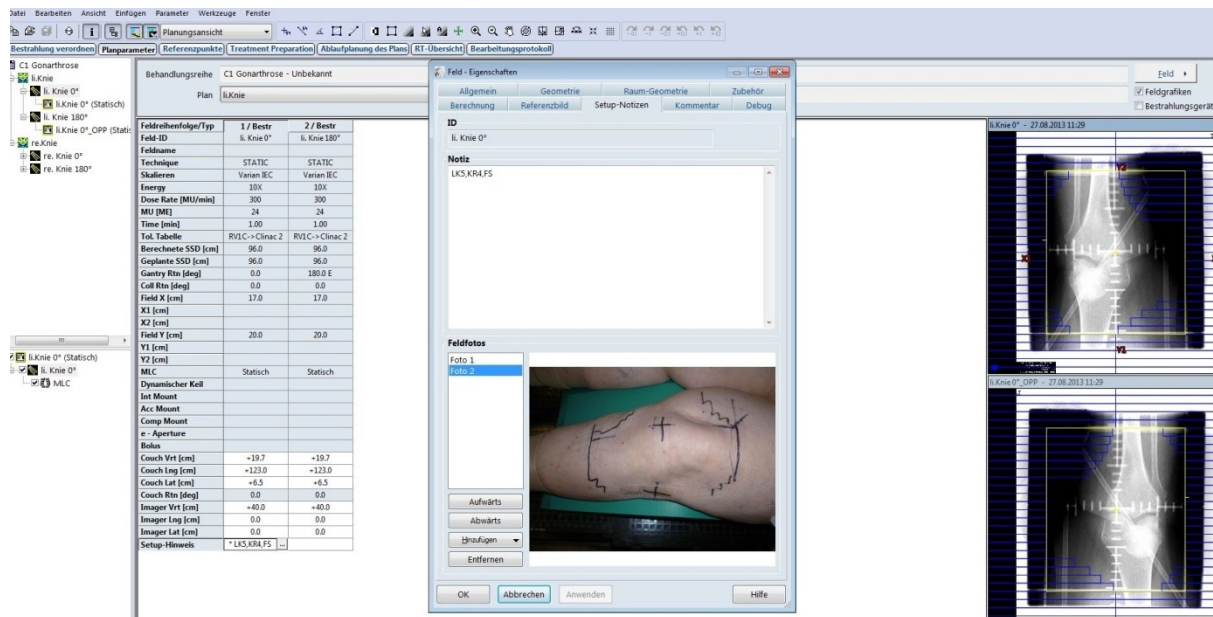 Datei Bearbeiten Ansicht Einfügen Parameter Werkzeuge Fenster
Planungsansicht
Bestrahlung verordnen Planparameter Referenzpunkte Treatment Preparation Ablaufplanung des Plans RT-Übersicht Bearbeitungsprotokoll
C1 Gonarthrose
li.Knie
li. Knie 0°
li.Knie 0° (Statisch)
li. Knie 180°
li.Knie 0°_OPP (Statis
re.Knie
re. Knie 0°
re. Knie 180°
li.Knie 0° (Statisch)
li. Knie 0°
MLC
Behandlungsreihe C1 Gonarthrose - Unbekannt
Plan li.Knie
Feldreihenfolge/Typ 1 / Bestr 2 / Bestr
Feld-ID li. Knie 0° li. Knie 180°
Feldname
Technique STATIC STATIC
Skalieren Varian IEC Varian IEC
Energy 10X 10X
Dose Rate [MU/min] 300 300
MU [ME] 24 24
Time [min] 1.00 1.00
Tol. Tabelle RV1C->Clinac 2 RV1C->Clinac 2
Berechnete SSD [cm] 96.0 96.0
Geplante SSD [cm] 96.0 96.0
Gantry Rtn [deg] 0.0 180.0 E
Coll Rtn [deg] 0.0 0.0
Field X [cm] 17.0 17.0
X1 [cm]
X2 [cm]
Field Y [cm] 20.0 20.0
Y1 [cm]
Y2 [cm]
MLC Statisch Statisch
Dynamischer Keil
Int Mount
Acc Mount
Comp Mount
e - Aperture
Bolus
Couch Vrt [cm] +19.7 +19.7
Couch Lng [cm] +123.0 +123.0
Couch Lat [cm] +6.5 +6.5
Couch Rtn [deg] 0.0 0.0
Imager Vrt [cm] +40.0 +40.0
Imager Lng [cm] 0.0 0.0
Imager Lat [cm] 0.0 0.0
Setup-Hinweis * LK5,KR4,FS ...
Feld - Eigenschaften
Allgemein Geometrie Raum-Geometrie Zubehör
Berechnung Referenzbild Setup-Notizen Kommentar Debug
ID
li. Knie 0°
Notiz
LK5,KR4,FS
Feldfotos
Foto 1
Foto 2
Aufwärts
Abwärts
Hinzufügen
Entfernen
OK Abbrechen Anwenden Hilfe
Feld
Feldgrafiken
Bestrahlungsgerät
li.Knie 0° - 27.08.2013 11:29
Y2
X1
Y1
li.Knie 0°_OPP - 27.08.2013 11:29